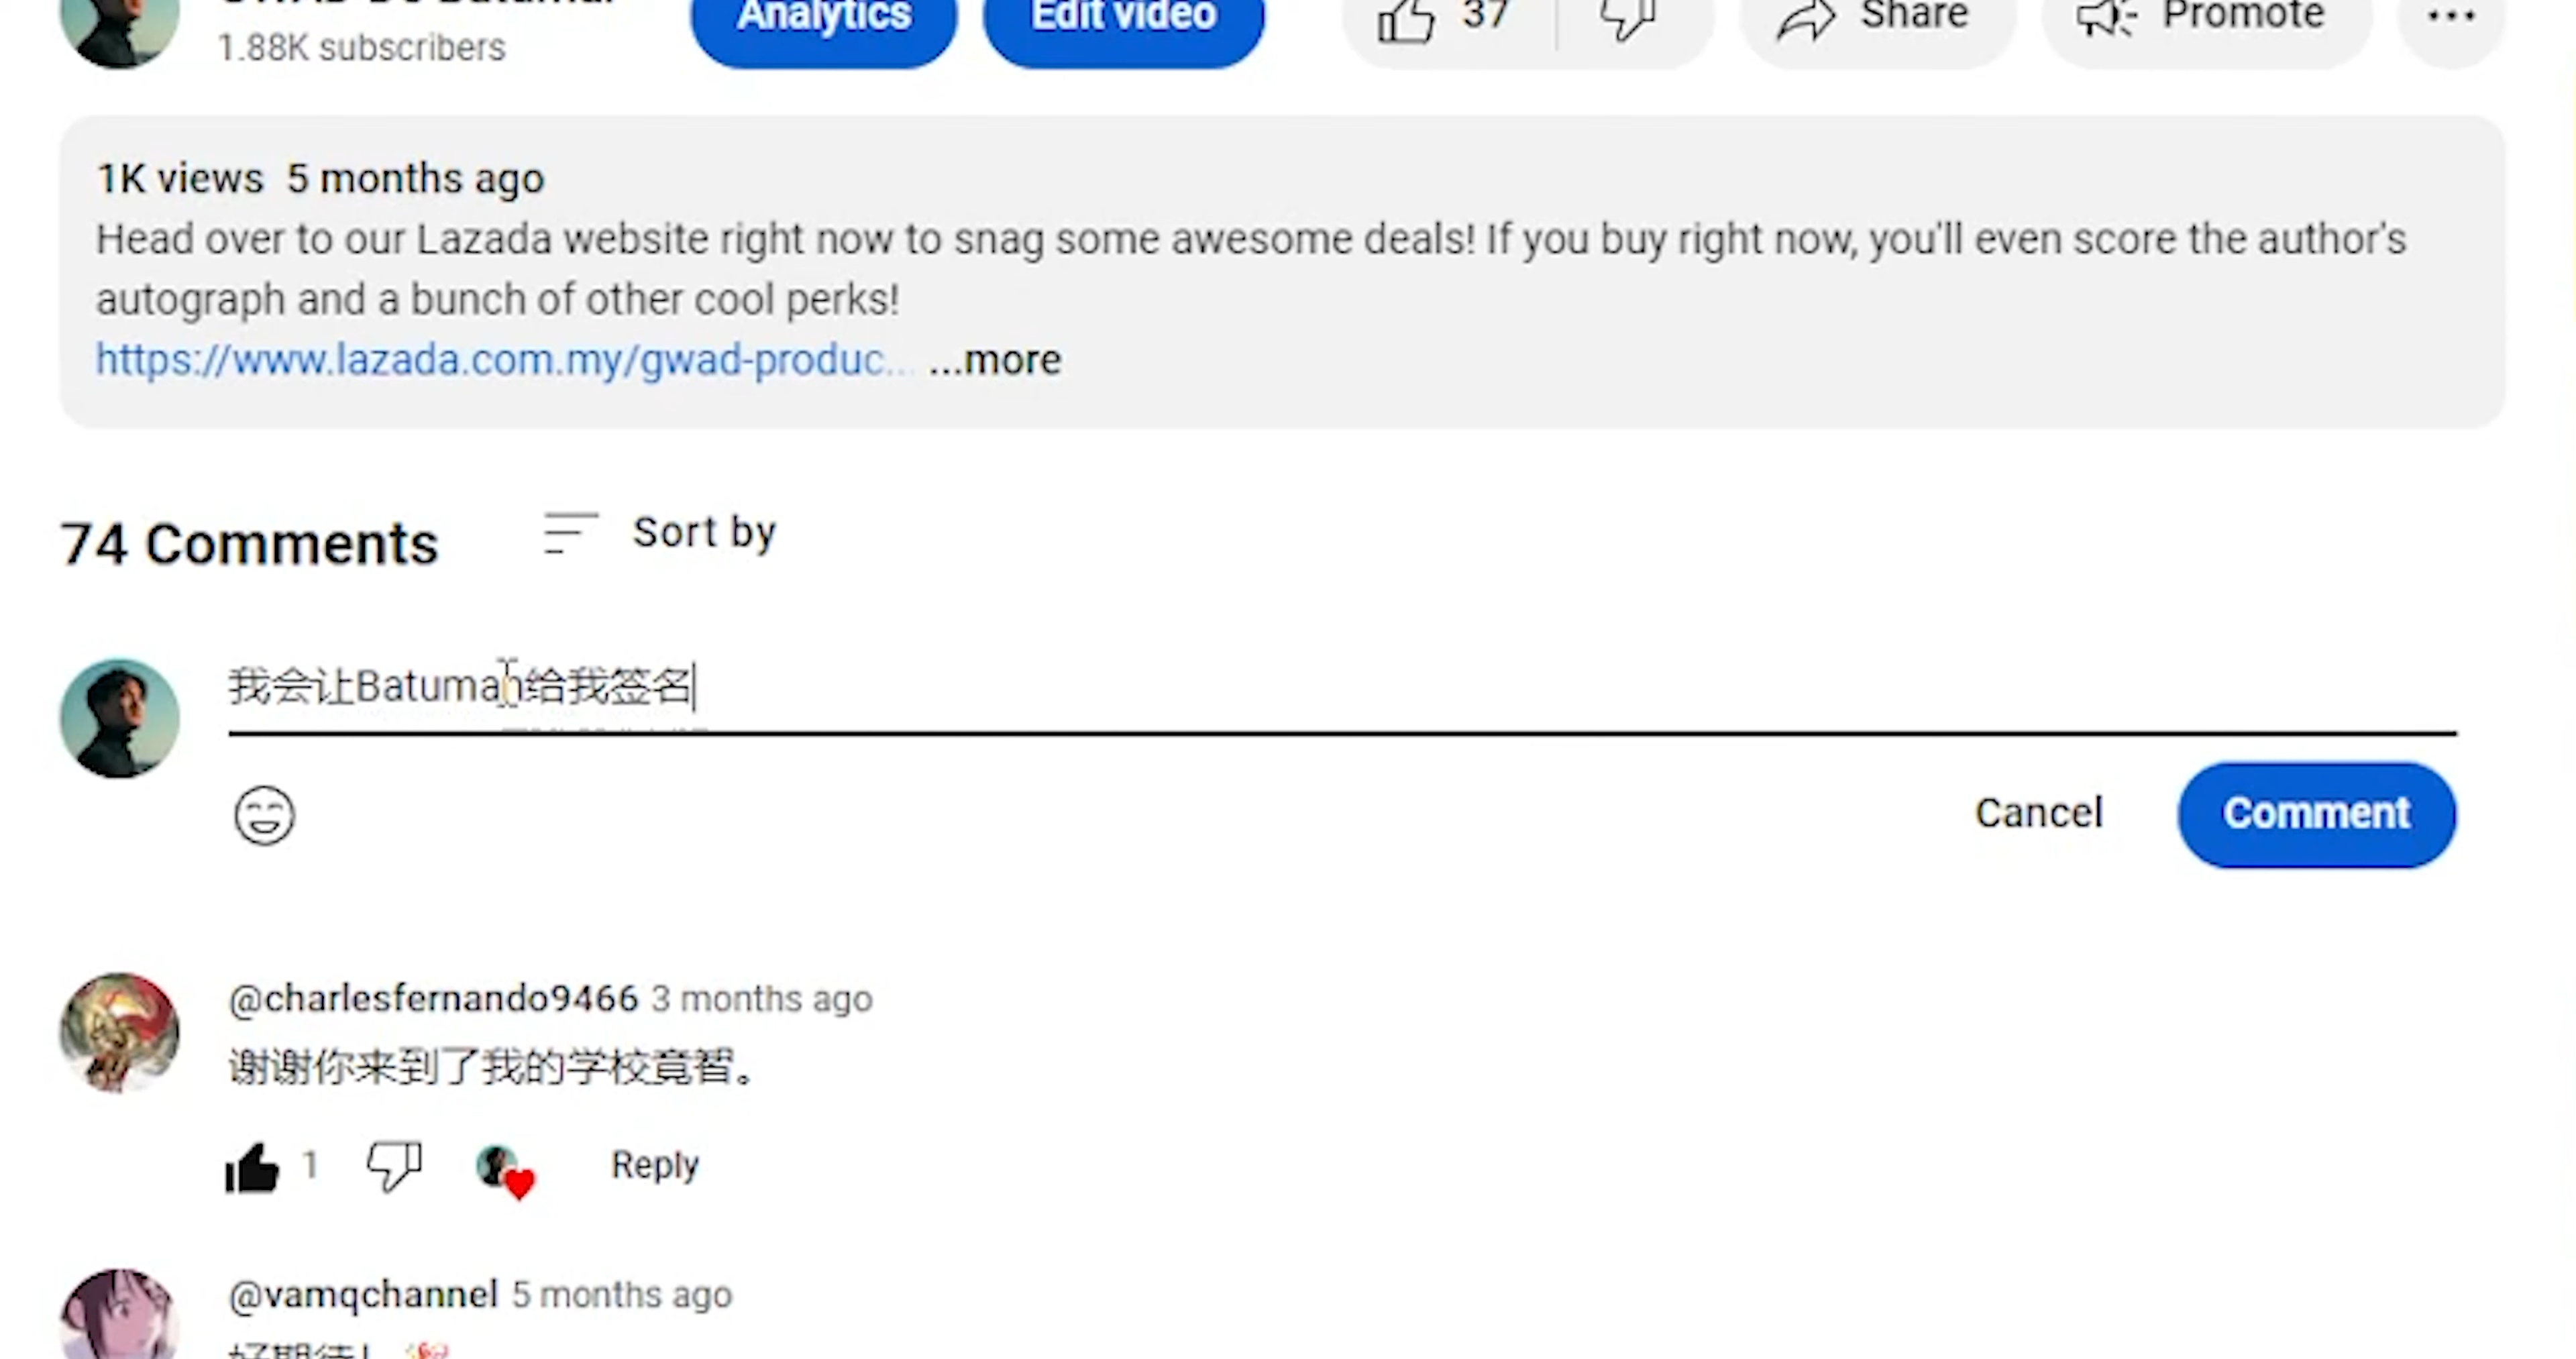 1.88K subscribers
Analytics
Edit video
37
Share
Promote
1K views 5 months ago
Head over to our Lazada website right now to snag some awesome deals! If you buy right now, you'll even score the author's
autograph and a bunch of other cool perks!
https://www.lazada.com.my/gwad-produc... ...more
74 Comments
Sort by
我会让Batuman给我签名
Cancel
Comment
@charlesfernando9466 3 months ago
谢谢你来到了我的学校竟智。
1
Reply
@vamqchannel 5 months ago
好期待!